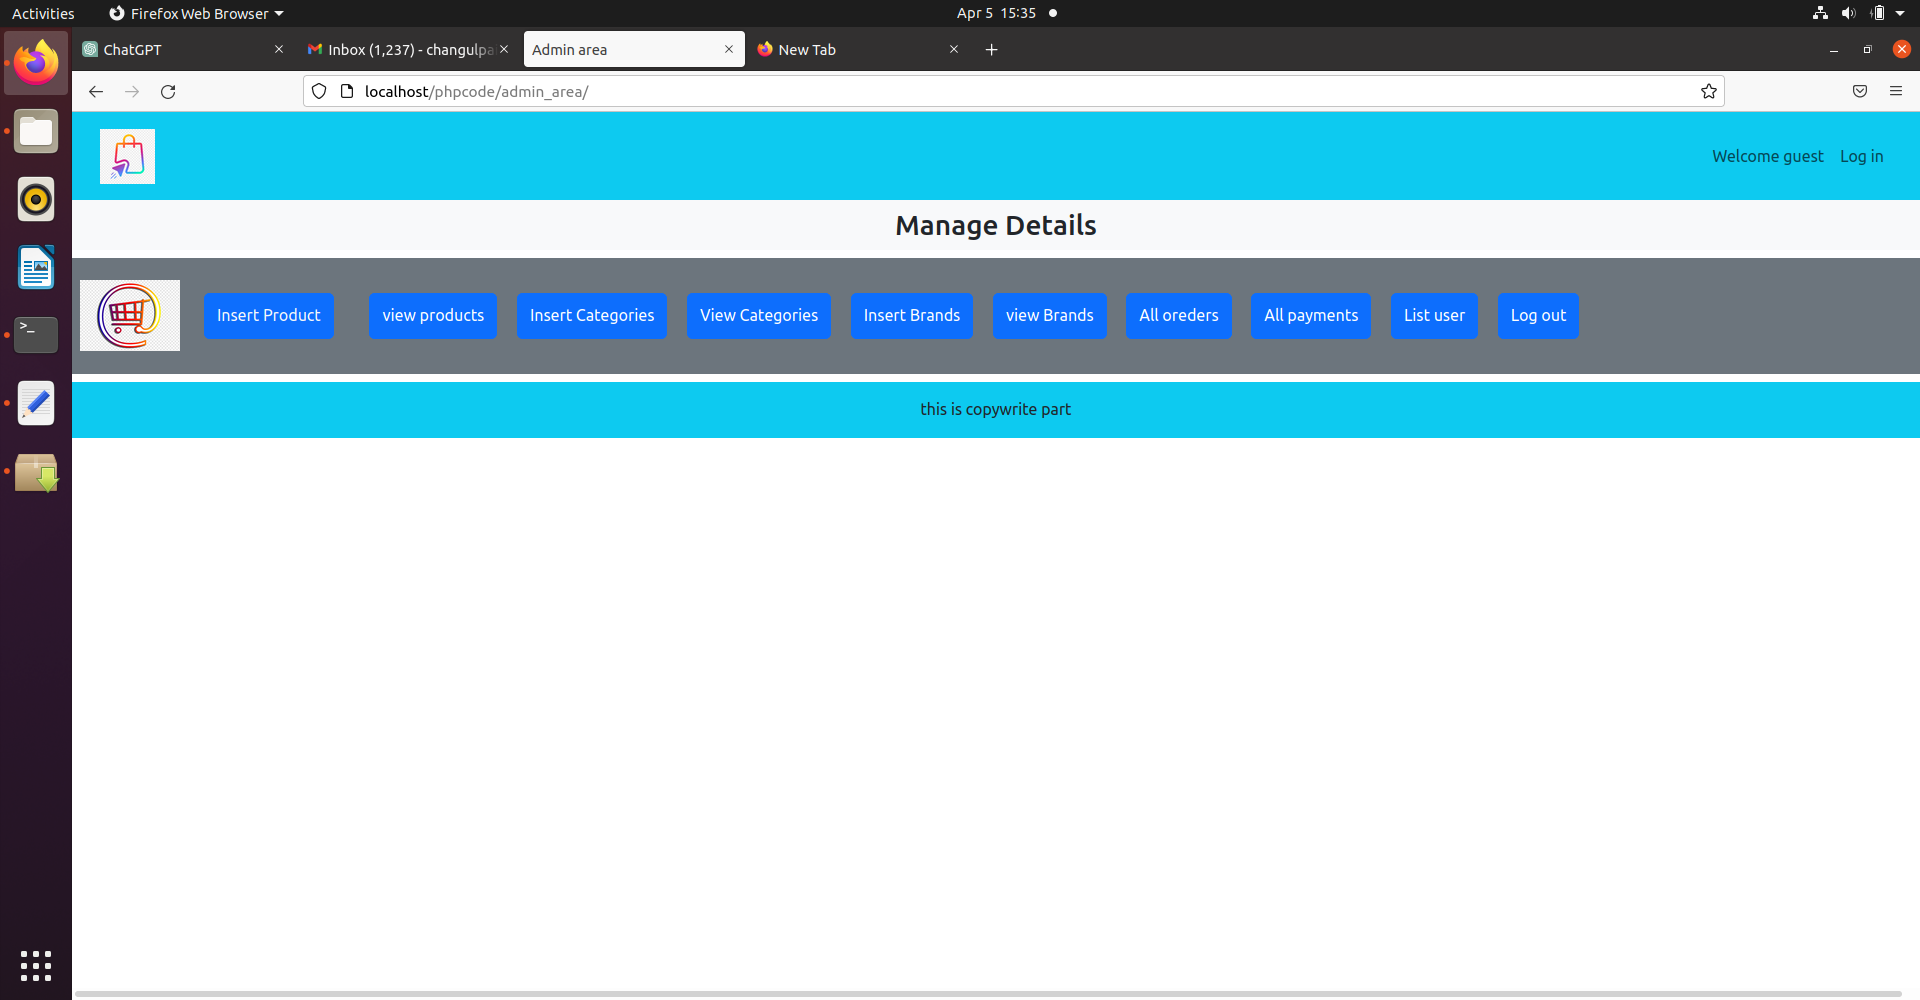 Activities Firefox Web Browser Apr 5 15:35
ChatGPT Inbox (1,237) - changulpa Admin area New Tab
localhost/phpcode/admin_area/
Welcome guest Log in
Manage Details
Insert Product view products Insert Categories View Categories Insert Brands view Brands All oreders All payments List user Log out
this is copywrite part